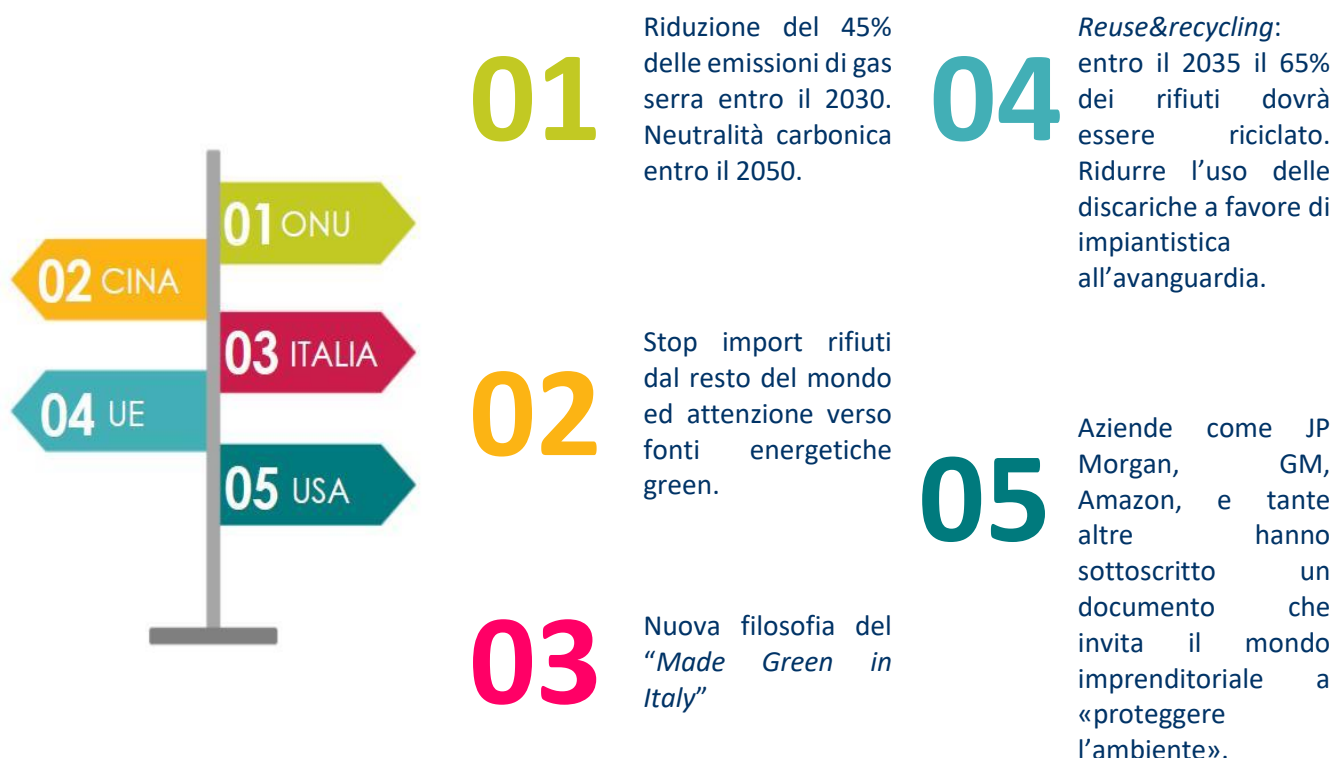 01 ONU
02 CINA
03 ITALIA
04 UE
05 USA
01
Riduzione del 45%
delle emissioni di gas
serra entro il 2030.
Neutralità carbonica
entro il 2050.
02
Stop import rifiuti
dal resto del mondo
ed attenzione verso
fonti energetiche
green.
03
Nuova filosofia del
“Made Green in
Italy”
04
Reuse&recycling:
entro il 2035 il 65%
dei rifiuti dovrà
essere riciclato.
Ridurre l’uso delle
discariche a favore di
impiantistica
all’avanguardia.
05
Aziende come JP
Morgan, GM,
Amazon, e tante
altre hanno
sottoscritto un
documento che
invita il mondo
imprenditoriale a
«proteggere
l’ambiente».